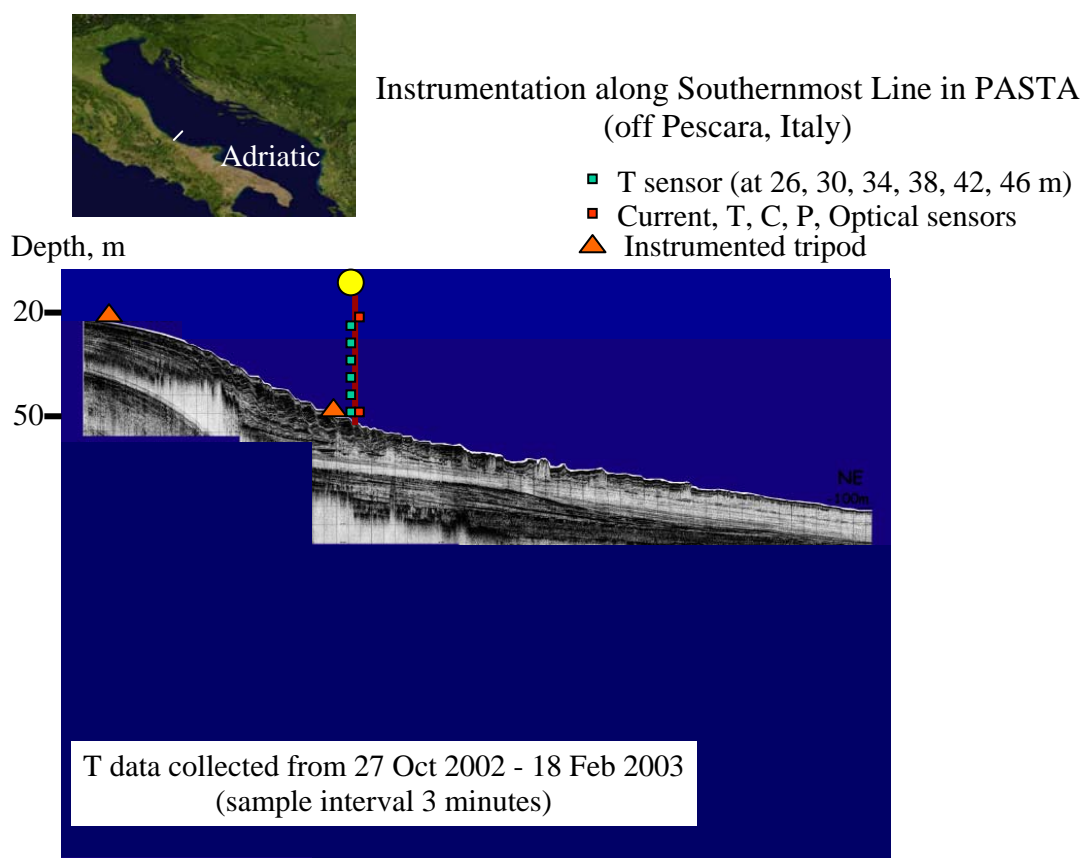 Instrumentation along Southernmost Line in PASTA
(off Pescara, Italy)
Adriatic
T sensor (at 26, 30, 34, 38, 42, 46 m)
Current, T, C, P, Optical sensors
Instrumented tripod
Depth, m
20
50
NE
-100m
T data collected from 27 Oct 2002 - 18 Feb 2003
(sample interval 3 minutes)